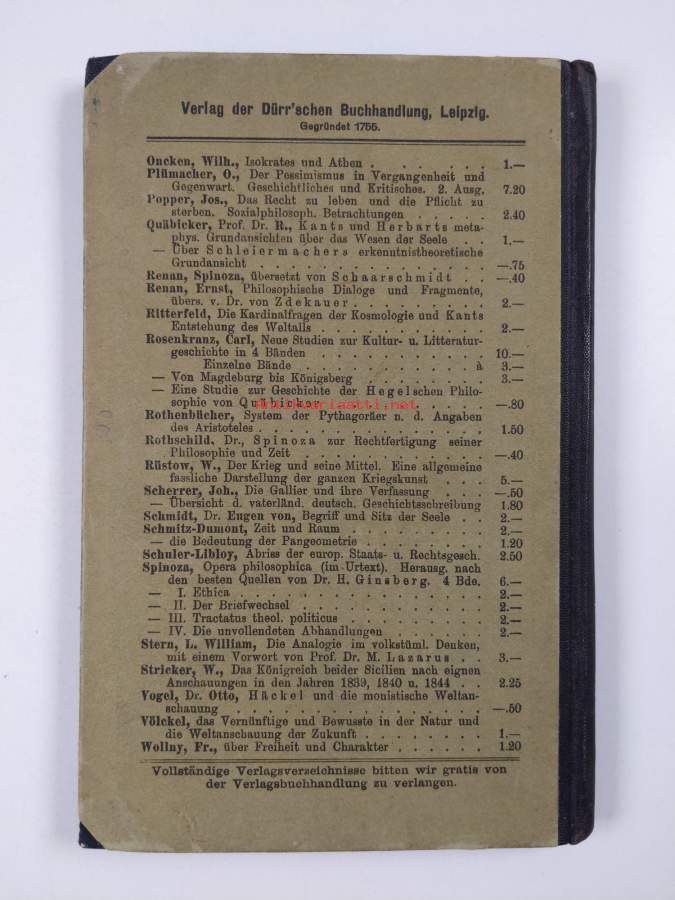 Verlag der Dürr'schen Buchhandlung, Leipzig.
Gegründet 1755.
Oncken, Wilh., Isokrates und Athen . . . . . . 1.—
Plümacher, O., Der Pessimismus in Vergangenheit und
Gegenwart. Geschichtliches und Kritisches. 2. Ausg. 7.20
Popper, Jos., Das Recht zu leben und die Pflicht zu
sterben. Sozialphilosoph. Betrachtungen . . . . . 2.40
Quäbicker, Prof. Dr. R., Kants und Herbarts meta-
phys. Grundansichten über das Wesen der Seele . . 1.—
— Über Schleiermachers erkenntnistheoretische
Grundansicht . . . . . . . . . . . . —.75
Renan, Spinoza, übersetzt von Schaarschmidt . . —.40
Renan, Ernst, Philosophische Dialoge und Fragmente,
übers. v. Dr. von Zdekauer . . . . . . . . 2.—
Ritterfeld, Die Kardinalfragen der Kosmologie und Kants
Entstehung des Weltalls . . . . . . . . . . 2.—
Rosenkranz, Carl, Neue Studien zur Kultur- u. Litteratur-
geschichte in 4 Bänden . . . . . . . . . . 10.—
Einzelne Bände . . . . . . . . . à 3.—
— Von Magdeburg bis Königsberg . . . . . . . 3.—
— Eine Studie zur Geschichte der Hegelschen Philo-
sophie von Quäbicker . . . . . . . . . —.80
Antikvariaatti.net
Rothenbücher, System der Pythagoräer n. d. Angaben
des Aristoteles . . . . . . . . . . . . . 1.50
Rothschild, Dr., Spinoza zur Rechtfertigung seiner
Philosophie und Zeit . . . . . . . . . . . —.40
Rüstow, W., Der Krieg und seine Mittel. Eine allgemeine
fassliche Darstellung der ganzen Kriegskunst . . . 5.—
Scherrer, Joh., Die Gallier und ihre Verfassung . . . —.50
— Übersicht d. vaterländ. deutsch. Geschichtsschreibung 1.80
Schmidt, Dr. Eugen von, Begriff und Sitz der Seele . . 2.—
Schmitz-Dumont, Zeit und Raum . . . . . . . . 2.—
— die Bedeutung der Pangeometrie . . . . . . . 1.20
Schuler-Libloy, Abriss der europ. Staats- u. Rechtsgesch. 2.50
Spinoza, Opera philosophica (im Urtext). Herausg. nach
den besten Quellen von Dr. H. Ginsberg. 4 Bde. 6.—
— I. Ethica . . . . . . . . . . . . . . 2.—
— II. Der Briefwechsel . . . . . . . . . . 2.—
— III. Tractatus theol. politicus . . . . . . . 2.—
— IV. Die unvollendeten Abhandlungen . . . . . 2.—
Stern, L. William, Die Analogie im volkstüml. Denken,
mit einem Vorwort von Prof. Dr. M. Lazarus . . 3.—
Stricker, W., Das Königreich beider Sicilien nach eignen
Anschauungen in den Jahren 1839, 1840 u. 1844 . . 2.25
Vogel, Dr. Otto, Häckel und die monistische Weltan-
schauung . . . . . . . . . . . . . . —.50
Völckel, das Vernünftige und Bewusste in der Natur und
die Weltanschauung der Zukunft . . . . . . . 1.—
Wollny, Fr., über Freiheit und Charakter . . . . . . 1.20
Vollständige Verlagsverzeichnisse bitten wir gratis von
der Verlagsbuchhandlung zu verlangen.